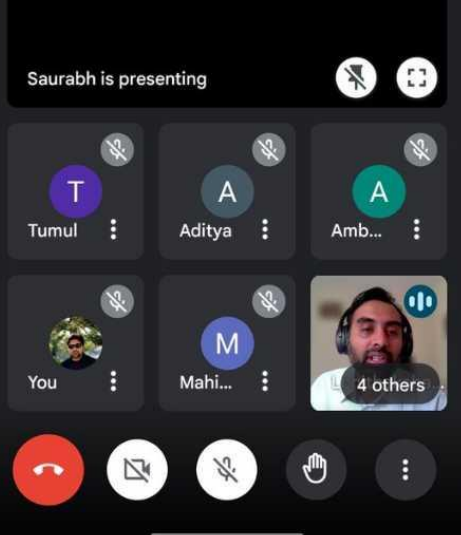 Saurabh is presenting
T
A
A
Tumul
Aditya
Amb...
M
You
Mahi...
4 others